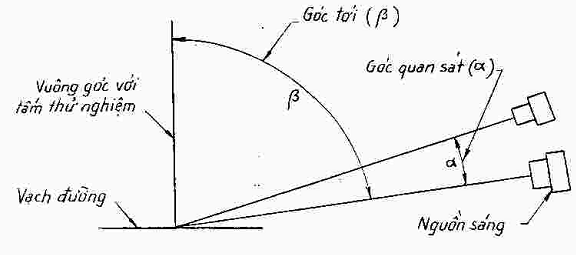 Góc tới (β)
Góc quan sát (α)
Vuông góc với
tấm thử nghiệm
β
α
Vạch đường
Nguồn sáng